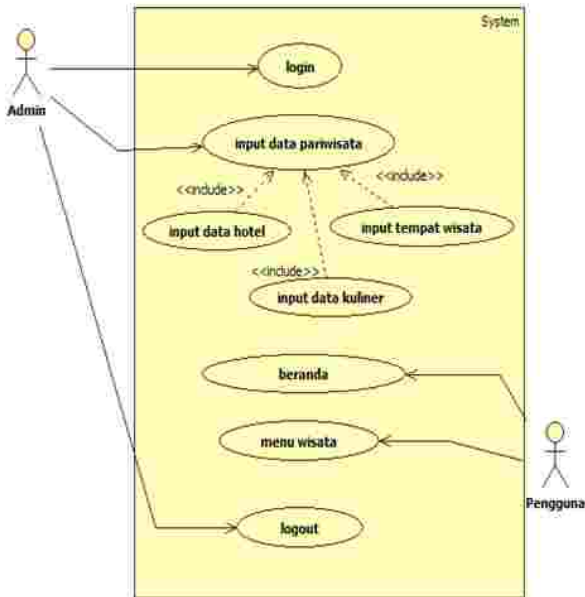 System
login
Admin
input data pariwisata
<<include>>
<<include>>
input data hotel
input tempat wisata
<<include>>
input data kuliner
beranda
menu wisata
Pengguna
logout